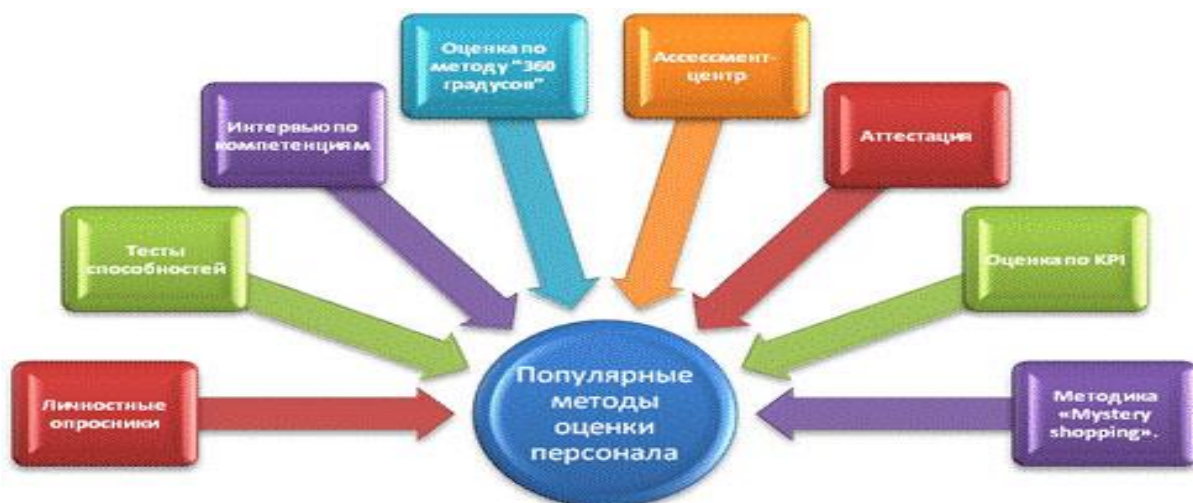 Оценка по
методу "360
градусов"
Ассессмент-
центр
Интервью по
компетенциям
Аттестация
Тесты
способностей
Оценка по KPI
Личностные
опросники
Популярные
методы
оценки
персонала
Методика
«Mystery
shopping».